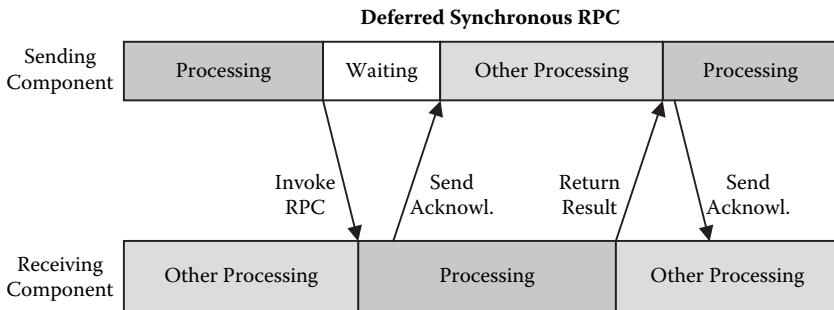 Deferred Synchronous RPC
Sending
Component
Processing
Waiting
Other Processing
Processing
Invoke
RPC
Send
Acknowl.
Return
Result
Send
Acknowl.
Receiving
Component
Other Processing
Processing
Other Processing